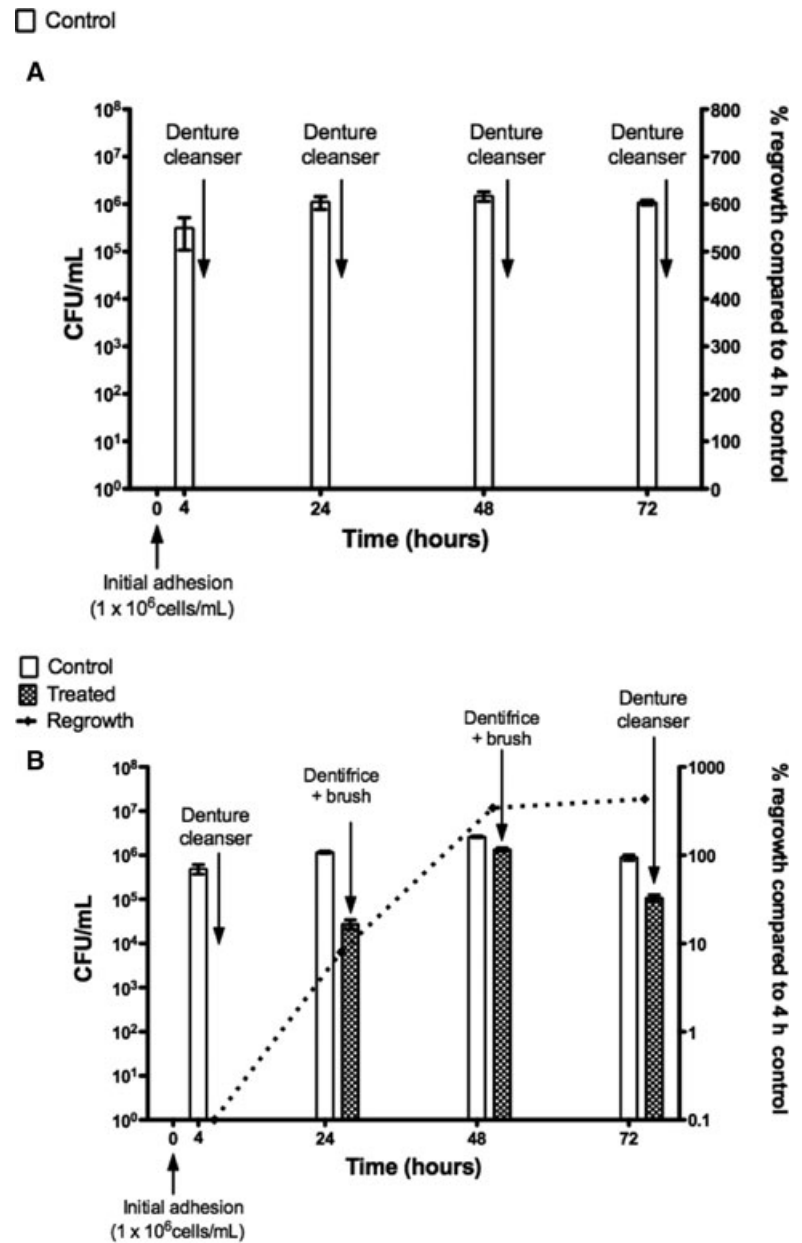 Control
A
Denture
cleanser
Denture
cleanser
Denture
cleanser
Denture
cleanser
10⁸
10⁷
10⁶
10⁵
10⁴
10³
10²
10¹
10⁰
CFU/mL
800
700
600
500
400
300
200
100
0
% regrowth compared to 4 h control
0 4 24 48 72
Time (hours)
Initial adhesion
(1 x 10⁶cells/mL)
Control
Treated
Regrowth
B
Denture
cleanser
Dentifrice
+ brush
Dentifrice
+ brush
Denture
cleanser
10⁸
10⁷
10⁶
10⁵
10⁴
10³
10²
10¹
10⁰
CFU/mL
1000
100
10
1
0.1
% regrowth compared to 4 h control
0 4 24 48 72
Time (hours)
Initial adhesion
(1 x 10⁶cells/mL)